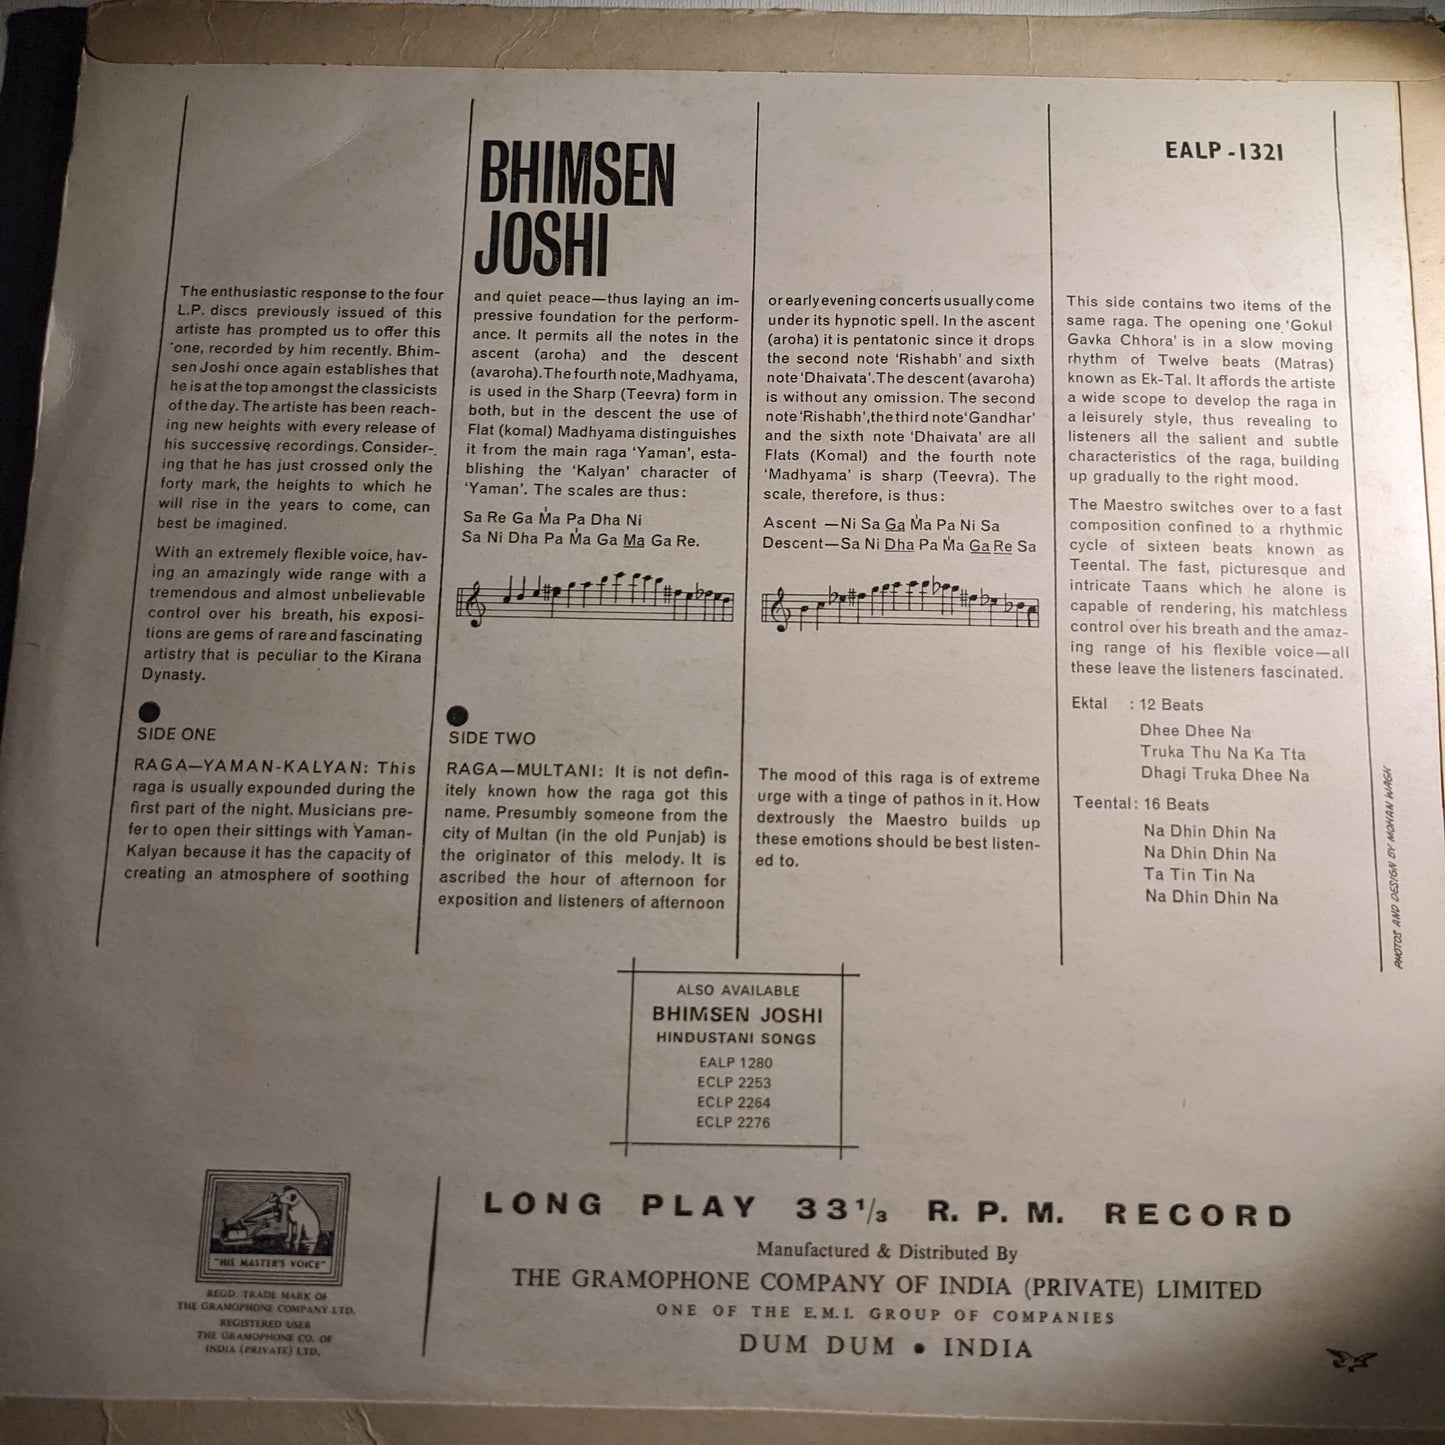 BHIMSEN
JOSHI
EALP - 1321
The enthusiastic response to the four
L.P. discs previously issued of this
artiste has prompted us to offer this
one, recorded by him recently. Bhim-
sen Joshi once again establishes that
he is at the top amongst the classicists
of the day. The artiste has been reach-
ing new heights with every release of
his successive recordings. Consider-
ing that he has just crossed only the
forty mark, the heights to which he
will rise in the years to come, can
best be imagined.
With an extremely flexible voice, hav-
ing an amazingly wide range with a
tremendous and almost unbelievable
control over his breath, his exposi-
tions are gems of rare and fascinating
artistry that is peculiar to the Kirana
Dynasty.
SIDE ONE
RAGA—YAMAN-KALYAN: This
raga is usually expounded during the
first part of the night. Musicians pre-
fer to open their sittings with Yaman-
Kalyan because it has the capacity of
creating an atmosphere of soothing
and quiet peace—thus laying an im-
pressive foundation for the perform-
ance. It permits all the notes in the
ascent (aroha) and the descent
(avaroha). The fourth note, Madhyama,
is used in the Sharp (Teevra) form in
both, but in the descent the use of
Flat (komal) Madhyama distinguishes
it from the main raga ‘Yaman’, esta-
blishing the ‘Kalyan’ character of
‘Yaman’. The scales are thus:
Sa Re Ga M̍a Pa Dha Ni
Sa Ni Dha Pa M̍a Ga Ma Ga Re.
SIDE TWO
RAGA—MULTANI: It is not defin-
itely known how the raga got this
name. Presumbly someone from the
city of Multan (in the old Punjab) is
the originator of this melody. It is
ascribed the hour of afternoon for
exposition and listeners of afternoon
or early evening concerts usually come
under its hypnotic spell. In the ascent
(aroha) it is pentatonic since it drops
the second note ‘Rishabh’ and sixth
note ‘Dhaivata’. The descent (avaroha)
is without any omission. The second
note ‘Rishabh’, the third note ‘Gandhar’
and the sixth note ‘Dhaivata’ are all
Flats (Komal) and the fourth note
‘Madhyama’ is sharp (Teevra). The
scale, therefore, is thus:
Ascent —Ni Sa Ga M̍a Pa Ni Sa
Descent—Sa Ni Dha Pa M̍a Ga Re Sa
The mood of this raga is of extreme
urge with a tinge of pathos in it. How
dextrously the Maestro builds up
these emotions should be best listen-
ed to.
This side contains two items of the
same raga. The opening one ‘Gokul
Gavka Chhora’ is in a slow moving
rhythm of Twelve beats (Matras)
known as Ek-Tal. It affords the artiste
a wide scope to develop the raga in
a leisurely style, thus revealing to
listeners all the salient and subtle
characteristics of the raga, building
up gradually to the right mood.
The Maestro switches over to a fast
composition confined to a rhythmic
cycle of sixteen beats known as
Teental. The fast, picturesque and
intricate Taans which he alone is
capable of rendering, his matchless
control over his breath and the amaz-
ing range of his flexible voice—all
these leave the listeners fascinated.
Ektal : 12 Beats
Dhee Dhee Na
Truka Thu Na Ka Tta
Dhagi Truka Dhee Na
Teental: 16 Beats
Na Dhin Dhin Na
Na Dhin Dhin Na
Ta Tin Tin Na
Na Dhin Dhin Na
PHOTOS AND DESIGN BY MOHAN WAGH
ALSO AVAILABLE
BHIMSEN JOSHI
HINDUSTANI SONGS
EALP 1280
ECLP 2253
ECLP 2264
ECLP 2276
"HIS MASTER'S VOICE"
REGD. TRADE MARK OF
THE GRAMOPHONE COMPANY LTD.
REGISTERED USER
THE GRAMOPHONE CO. OF
INDIA (PRIVATE) LTD.
LONG PLAY 33⅓ R. P. M. RECORD
Manufactured & Distributed By
THE GRAMOPHONE COMPANY OF INDIA (PRIVATE) LIMITED
ONE OF THE E.M.I. GROUP OF COMPANIES
DUM DUM • INDIA